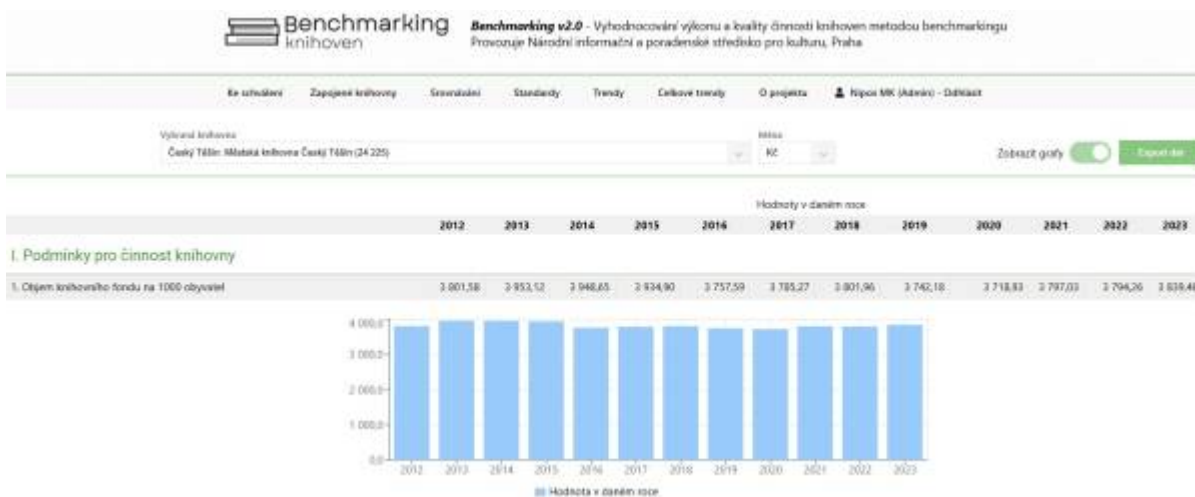 Benchmarking
knihoven
Benchmarking v2.0 - Vyhodnocování výkonu a kvality činnosti knihoven metodou benchmarkingu
Provozuje Národní informační a poradenské středisko pro kulturu, Praha
Ke schválení Zapojené knihovny Srovnávání Standardy Trendy Celkové trendy O projektu Nipos MK (Admin) - Odhlásit
Vybraná knihovna Měna
Český Těšín: Městská knihovna Český Těšín (24 225) Kč Zobrazit grafy Export dat
Hodnoty v daném roce
2012 2013 2014 2015 2016 2017 2018 2019 2020 2021 2022 2023
I. Podmínky pro činnost knihovny
1. Objem knihovního fondu na 1000 obyvatel 3 801,58 3 953,12 3 948,65 3 934,90 3 757,59 3 785,27 3 801,96 3 742,18 3 718,93 3 797,03 3 794,26 3 839,48
4 000,0
3 000,0
2 000,0
1 000,0
0,0
2012 2013 2014 2015 2016 2017 2018 2019 2020 2021 2022 2023
Hodnota v daném roce